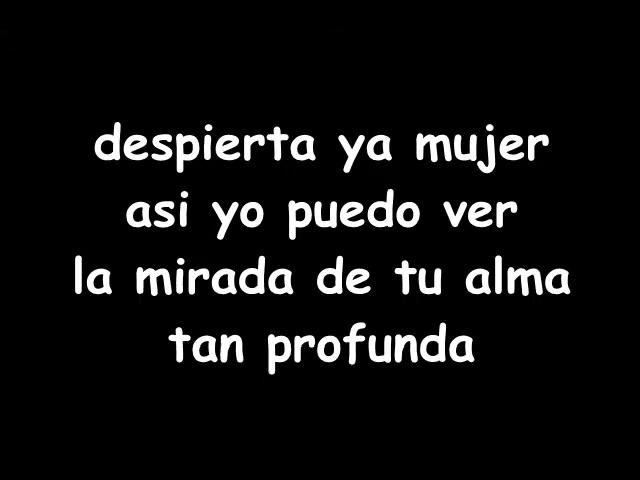 despierta ya mujer
asi yo puedo ver
la mirada de tu alma
tan profunda